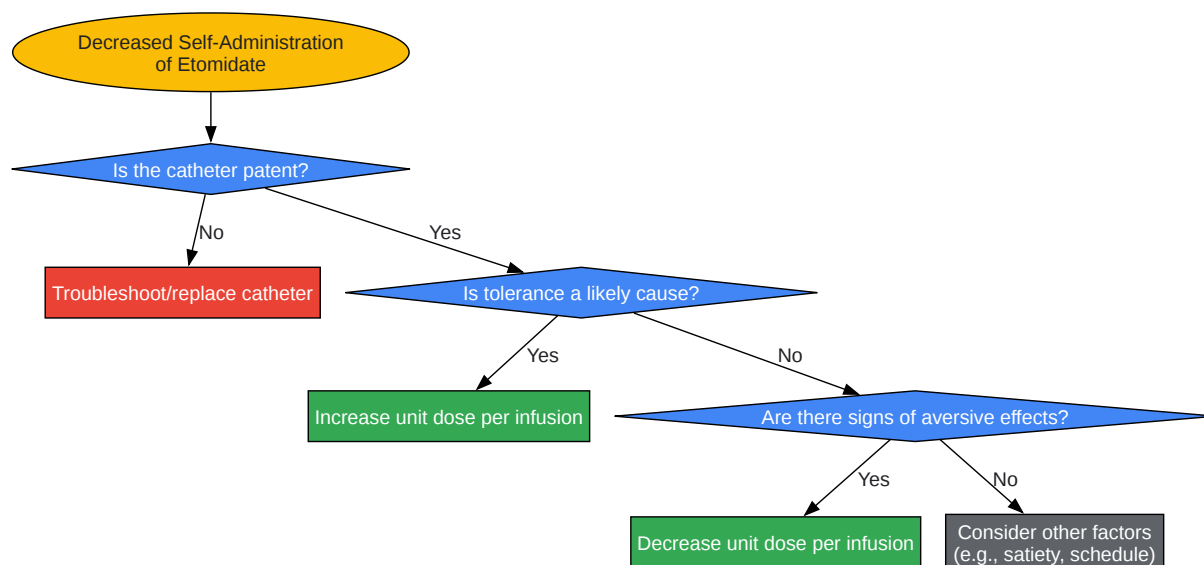 Decreased Self-Administration
of Etomidate
Is the catheter patent?
No
Yes
Troubleshoot/replace catheter
Is tolerance a likely cause?
Yes
No
Increase unit dose per infusion
Are there signs of aversive effects?
Yes
No
Decrease unit dose per infusion
Consider other factors
(e.g., satiety, schedule)